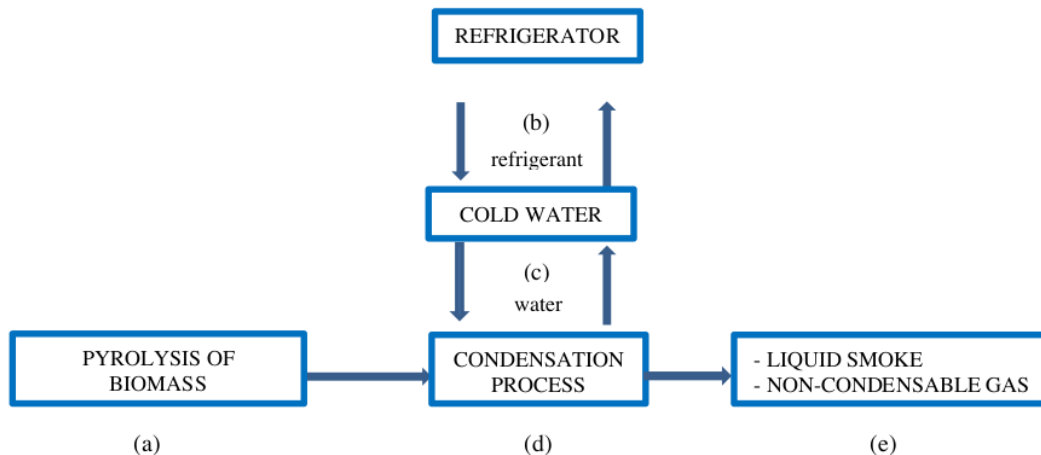 REFRIGERATOR
(b)
refrigerant
COLD WATER
(c)
water
PYROLYSIS OF
BIOMASS
CONDENSATION
PROCESS
- LIQUID SMOKE
- NON-CONDENSABLE GAS
(a)
(d)
(e)